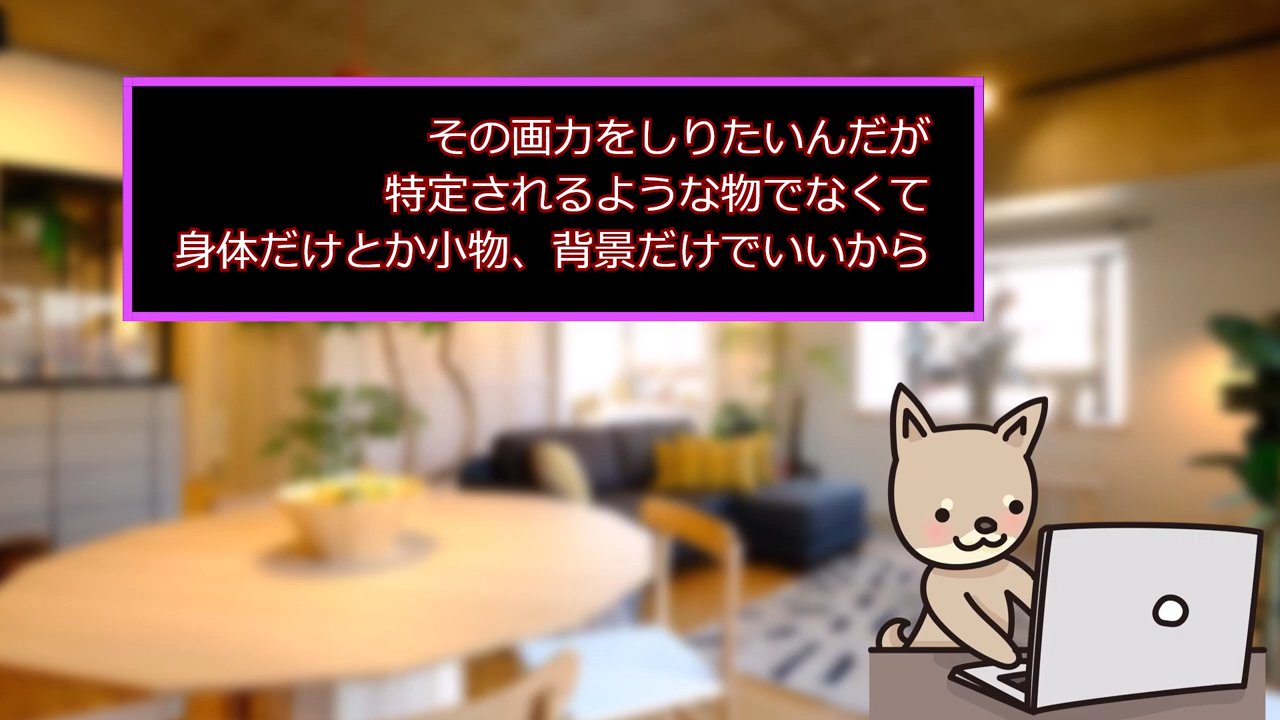 その画力をしりたいんだが
特定されるような物でなくて
身体だけとか小物、背景だけでいいから